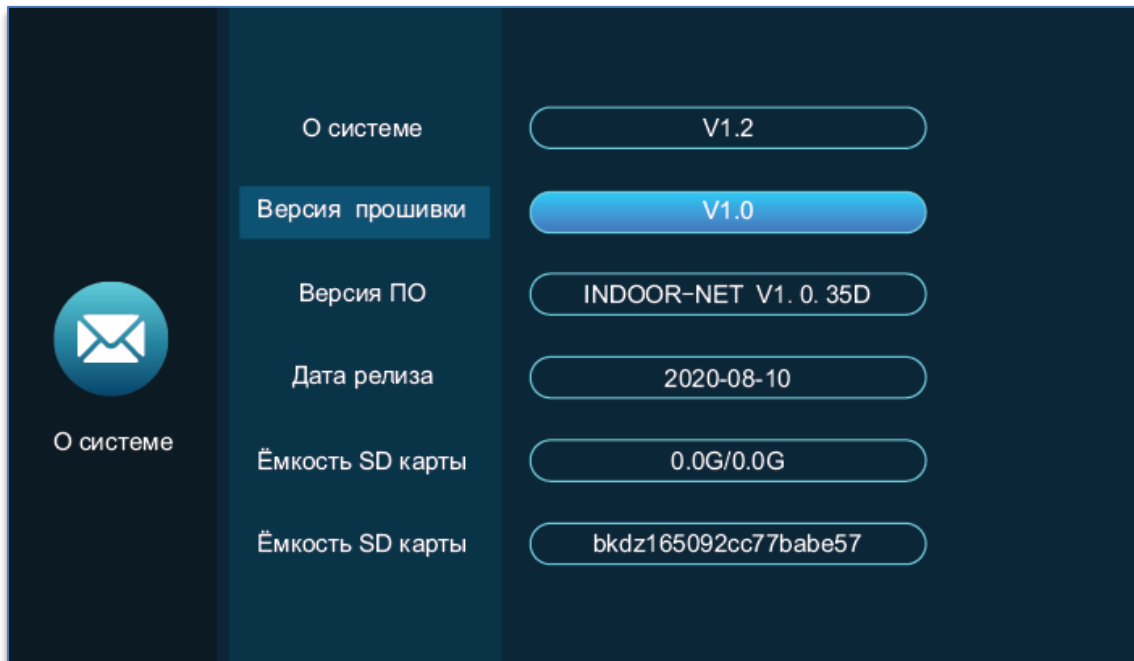 О системе
О системе V1.2
Версия прошивки V1.0
Версия ПО INDOOR-NET V1. 0. 35D
Дата релиза 2020-08-10
Ёмкость SD карты 0.0G/0.0G
Ёмкость SD карты bkdz165092cc77babe57